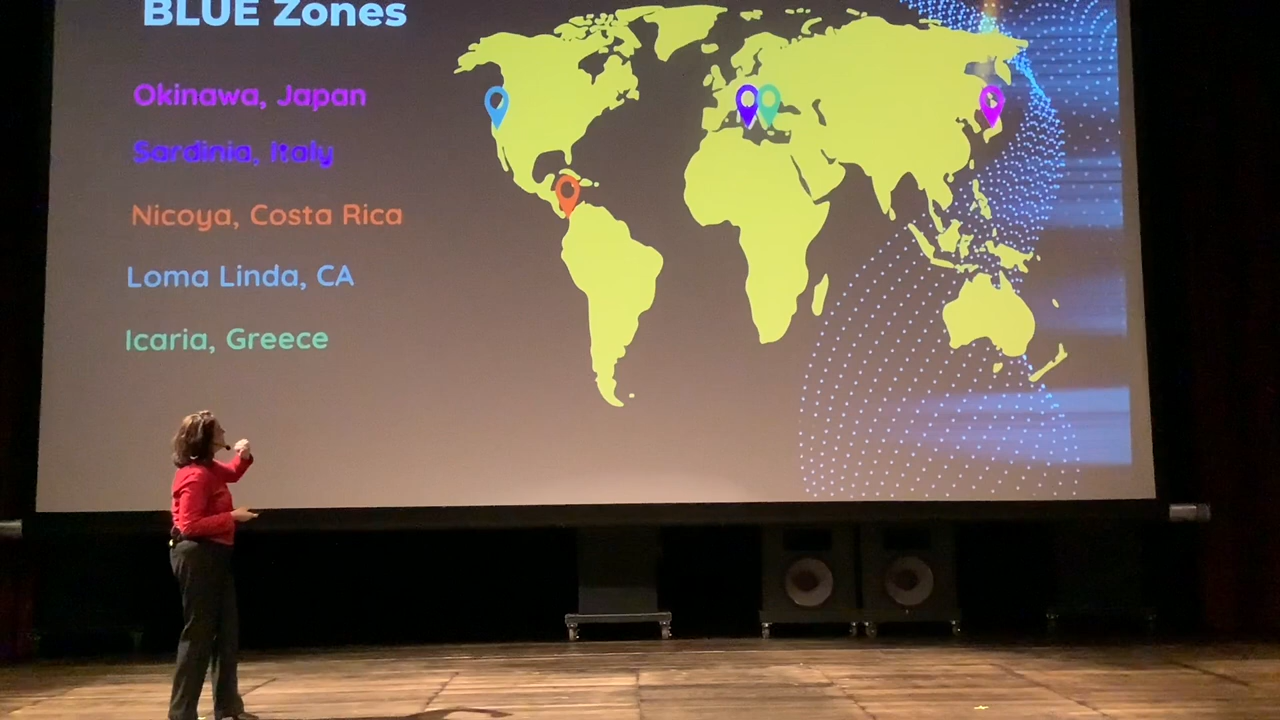 BLUE Zones
Okinawa, Japan
Sardinia, Italy
Nicoya, Costa Rica
Loma Linda, CA
Icaria, Greece